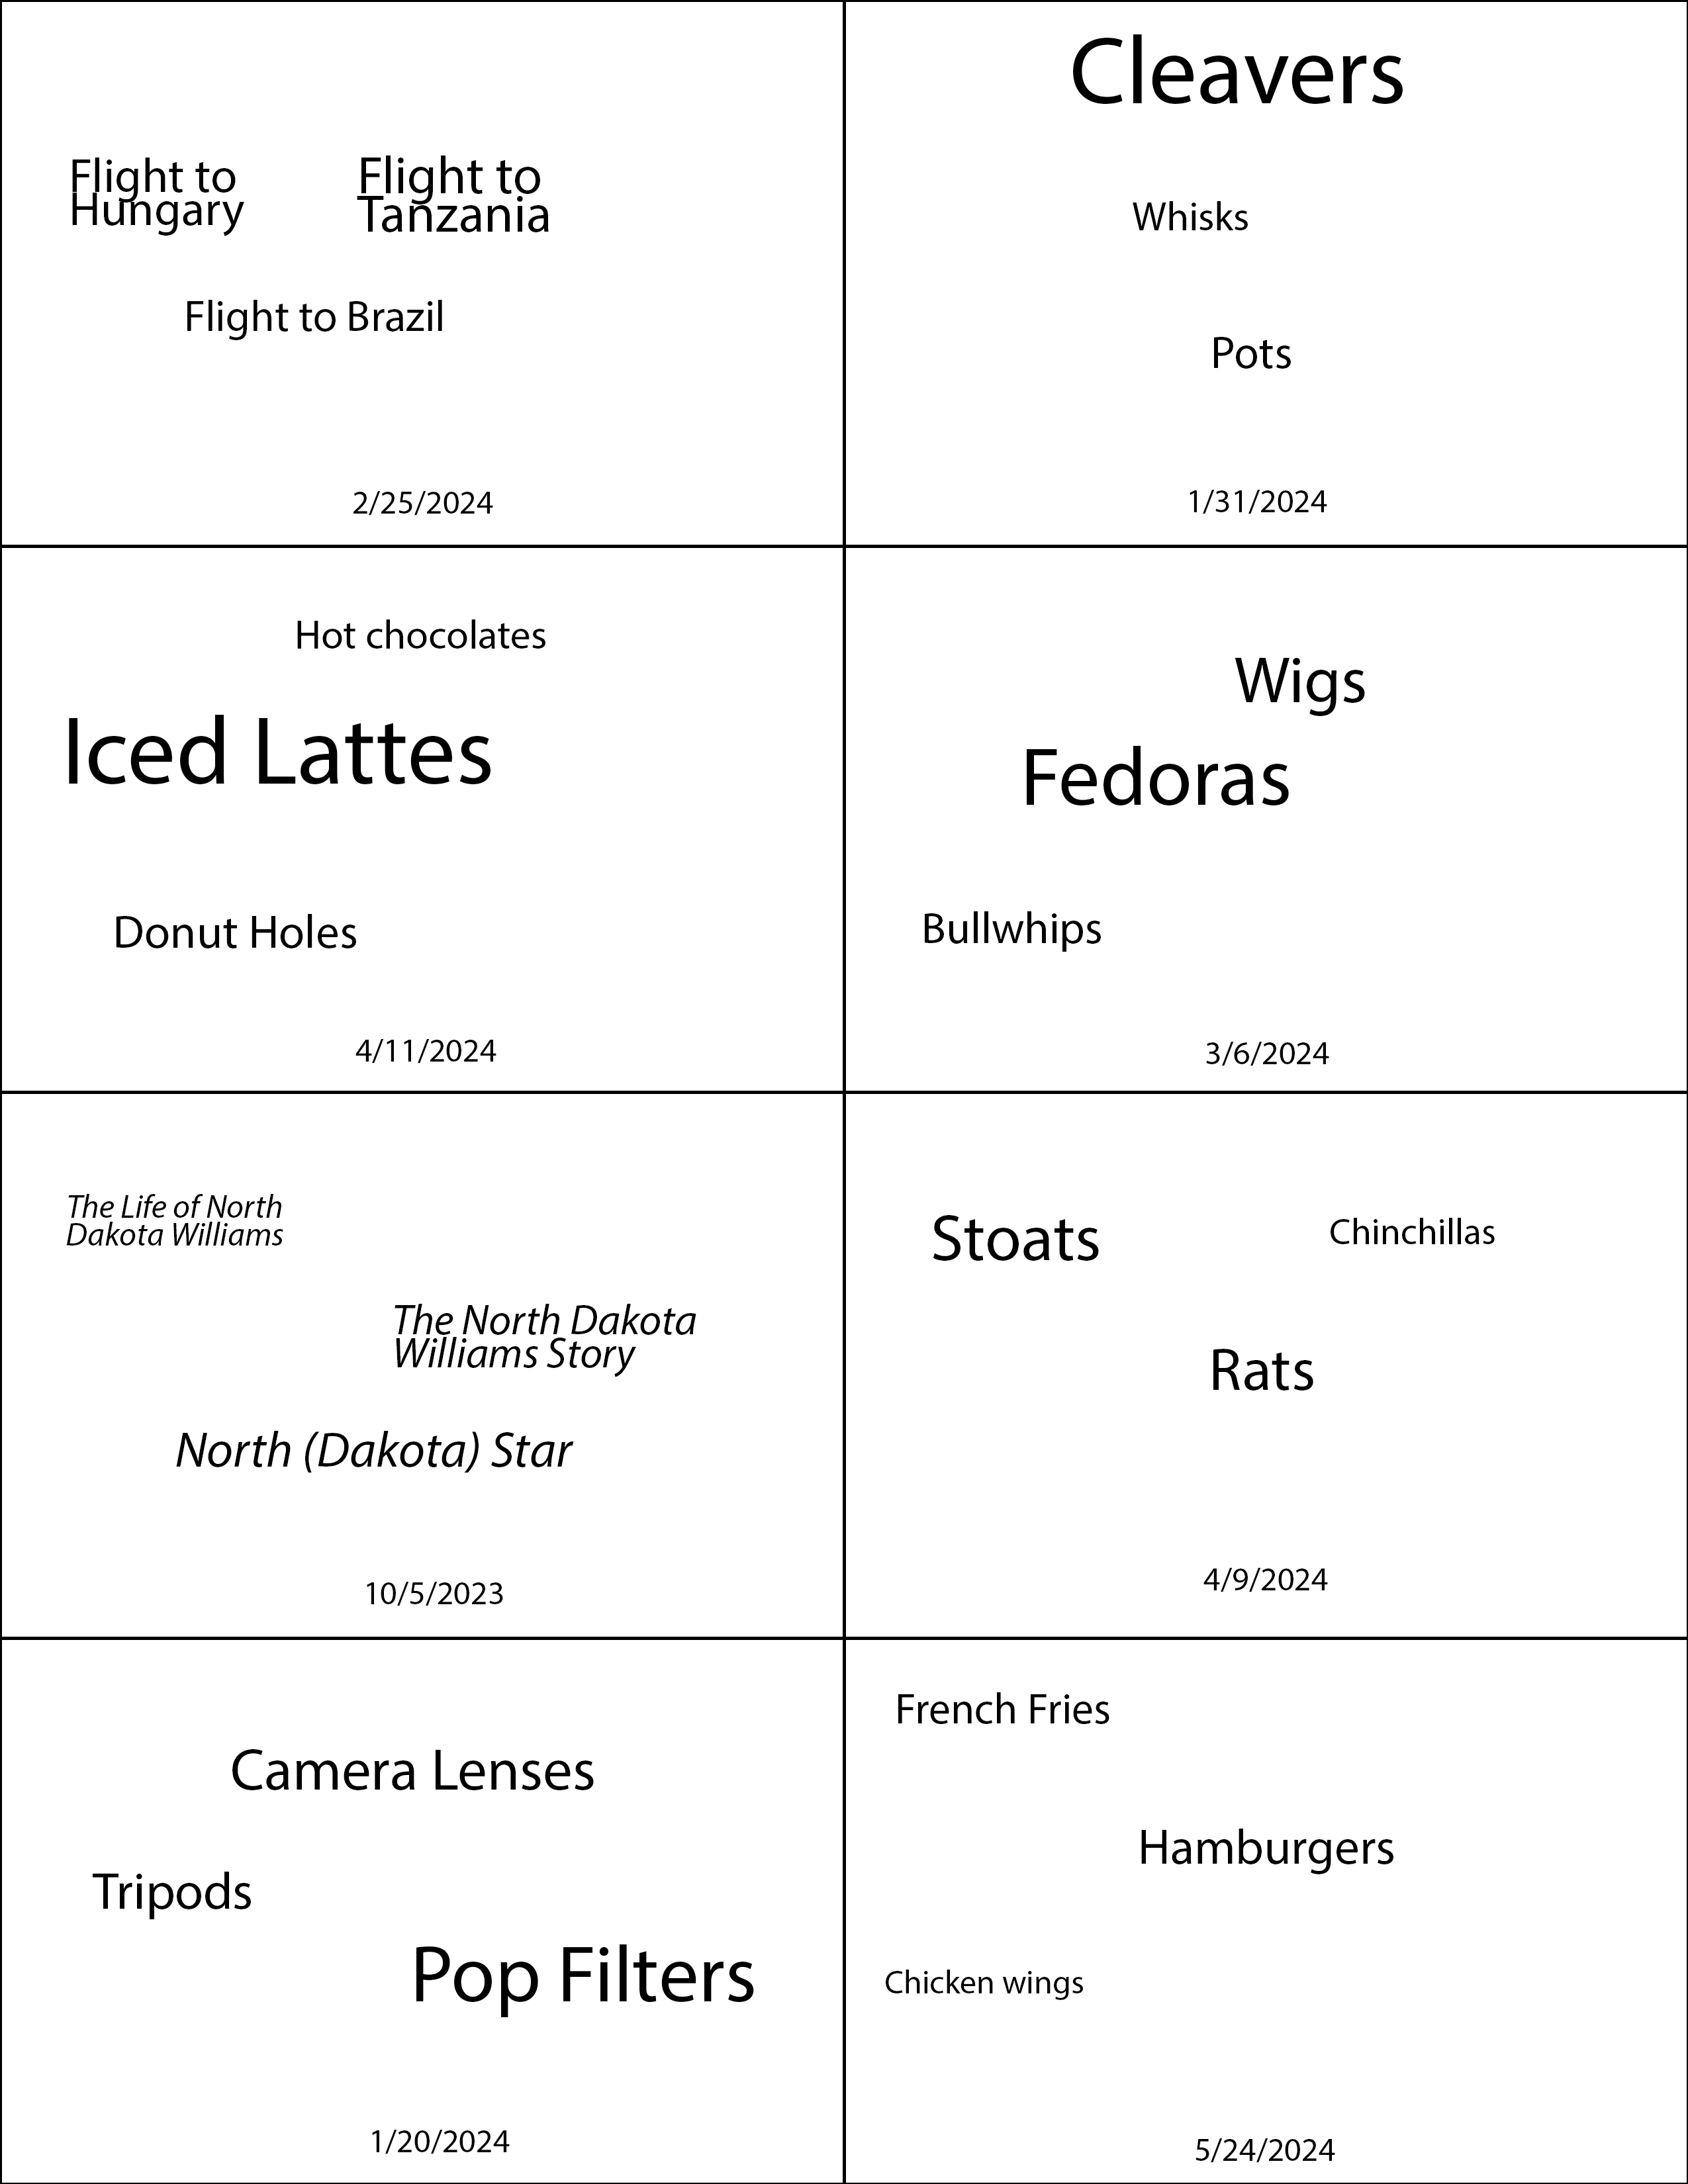 Flight to
Hungary
Flight to
Tanzania
Flight to Brazil
2/25/2024
Cleavers
Whisks
Pots
1/31/2024
Hot chocolates
Iced Lattes
Donut Holes
4/11/2024
Wigs
Fedoras
Bullwhips
3/6/2024
The Life of North
Dakota Williams
The North Dakota
Williams Story
North (Dakota) Star
10/5/2023
Stoats
Chinchillas
Rats
4/9/2024
Camera Lenses
Tripods
Pop Filters
1/20/2024
French Fries
Hamburgers
Chicken wings
5/24/2024